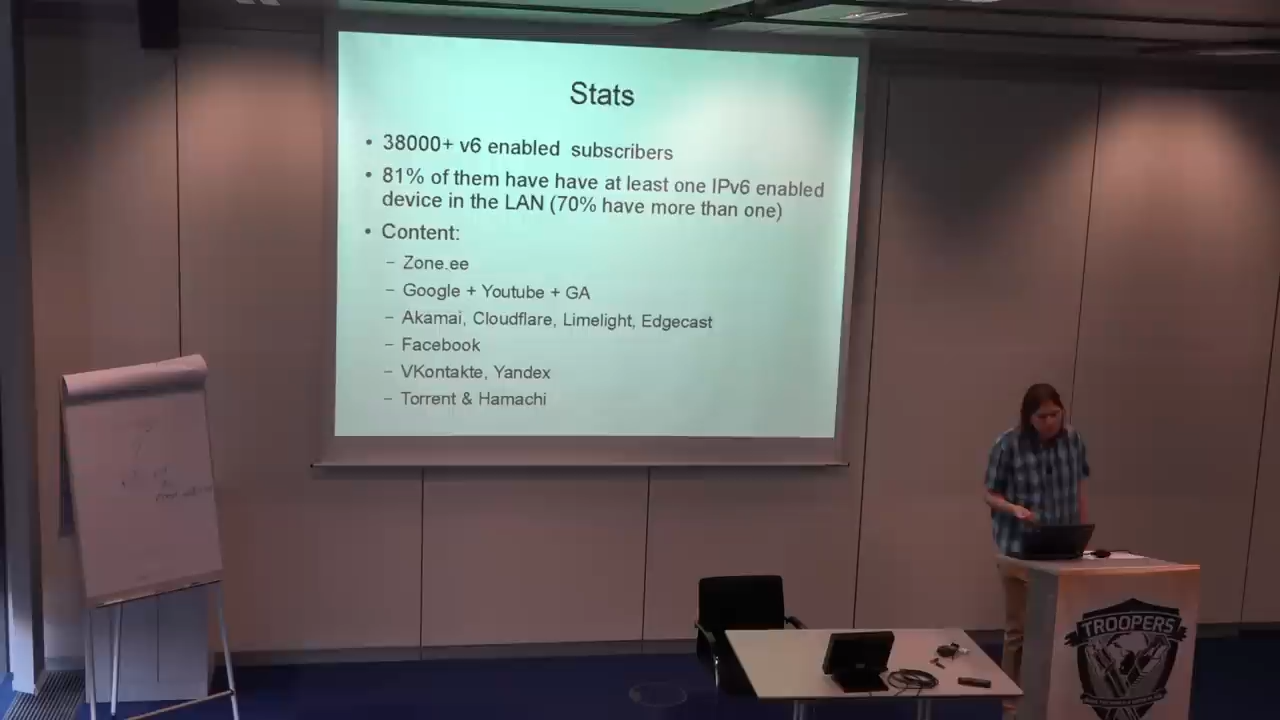 Stats
• 38000+ v6 enabled subscribers
• 81% of them have have at least one IPv6 enabled
device in the LAN (70% have more than one)
• Content:
– Zone.ee
– Google + Youtube + GA
– Akamai, Cloudflare, Limelight, Edgecast
– Facebook
– VKontakte, Yandex
– Torrent & Hamachi
TROOPERS